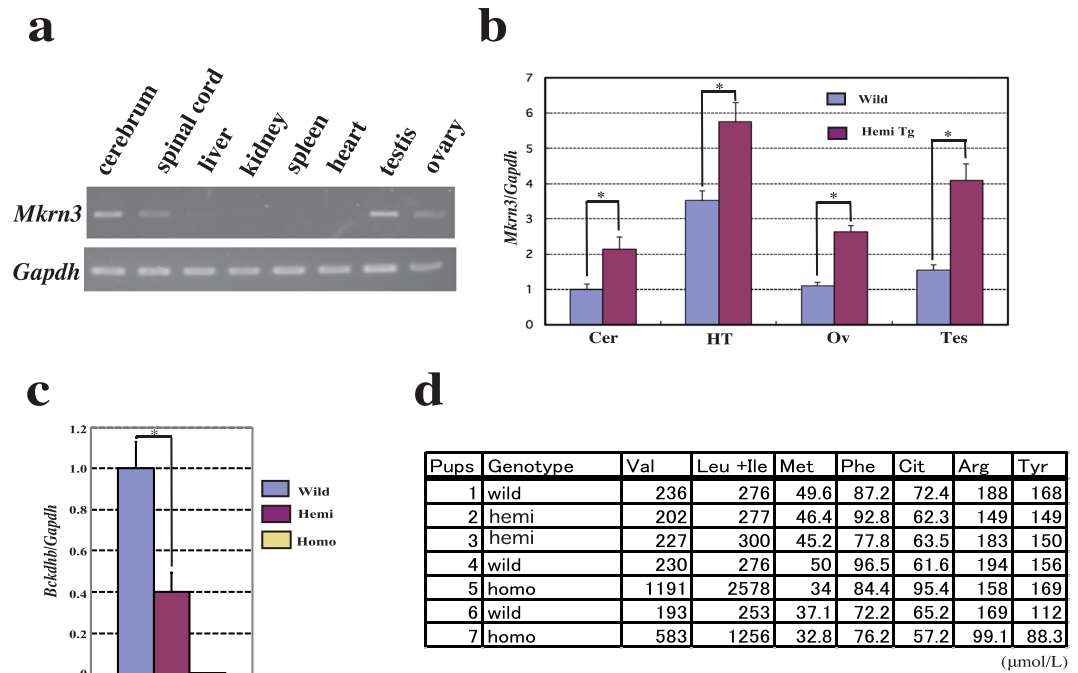 a
cerebrum
spinal cord
liver
kidney
spleen
heart
testis
ovary
Mkrn3
Gapdh
b
Mkrn3/Gapdh
7
6
5
4
3
2
1
0
*
*
*
*
Wild
Hemi Tg
Cer HT Ov Tes
c
Bckdhb/Gapdh
1.2
1.0
0.8
0.6
0.4
0.2
0
*
Wild
Hemi
Homo
d
Pups Genotype Val Leu +Ile Met Phe Cit Arg Tyr
1 wild 236 276 49.6 87.2 72.4 188 168
2 hemi 202 277 46.4 92.8 62.3 149 149
3 hemi 227 300 45.2 77.8 63.5 183 150
4 wild 230 276 50 96.5 61.6 194 156
5 homo 1191 2578 34 84.4 95.4 158 169
6 wild 193 253 37.1 72.2 65.2 169 112
7 homo 583 1256 32.8 76.2 57.2 99.1 88.3
(μmol/L)